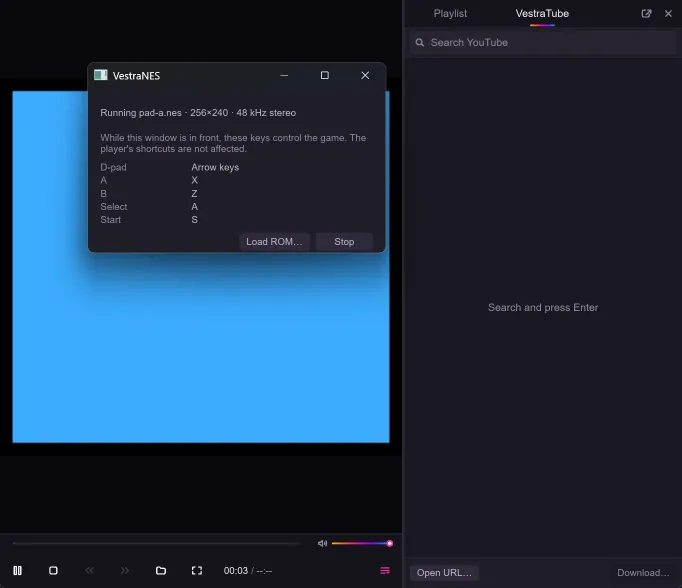 Playlist
VestraTube
Search YouTube
VestraNES
Running pad-a.nes · 256×240 · 48 kHz stereo
While this window is in front, these keys control the game. The
player's shortcuts are not affected.
D-pad Arrow keys
A X
B Z
Select A
Start S
Load ROM... Stop
Search and press Enter
00:03 / --:--
Open URL...
Download...